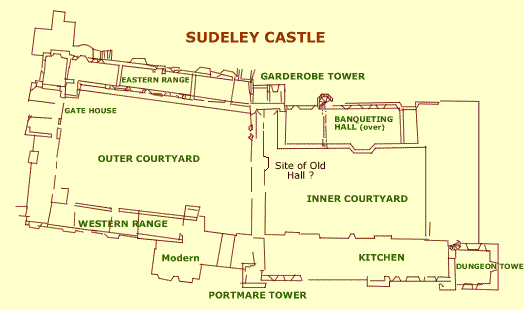 SUDELEY CASTLE
EASTERN RANGE
GARDEROBE TOWER
GATE HOUSE
BANQUETING
HALL (over)
OUTER COURTYARD
Site of Old
Hall ?
INNER COURTYARD
WESTERN RANGE
Modern
KITCHEN
DUNGEON TOWE
PORTMARE TOWER